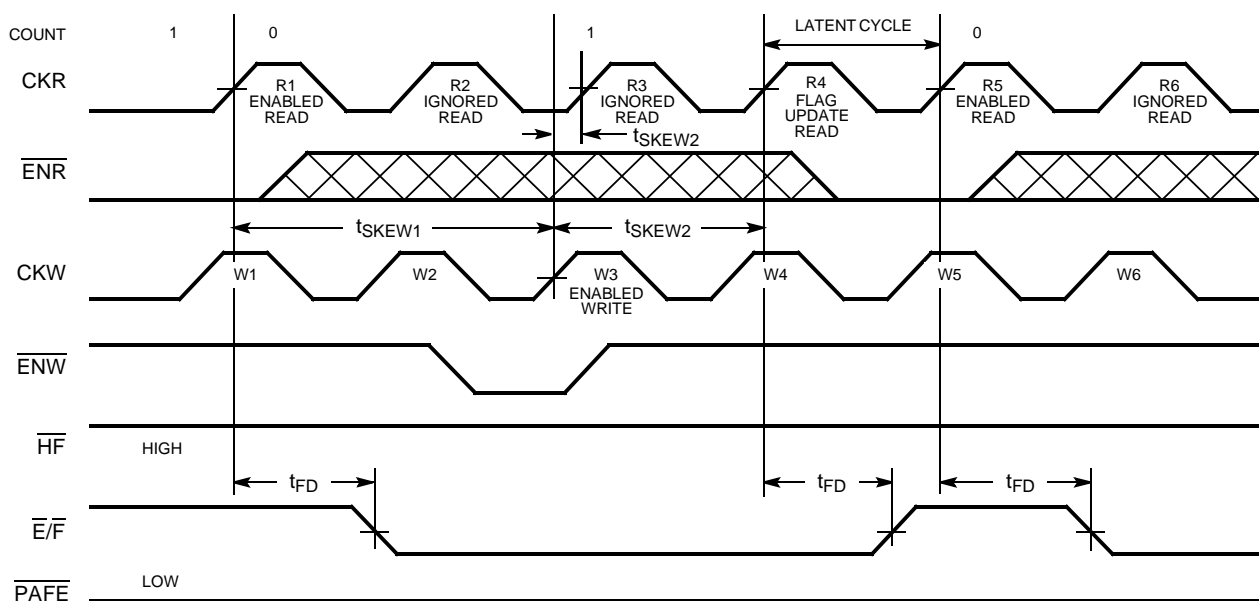 COUNT 1 0 1 LATENT CYCLE 0
CKR
R1 ENABLED READ
R2 IGNORED READ
R3 IGNORED READ
R4 FLAG UPDATE READ
R5 ENABLED READ
R6 IGNORED READ
tSKEW2
ENR
tSKEW1 tSKEW2
CKW
W1 W2 W3 W4 W5 W6
ENABLED WRITE
ENW
HF HIGH
tFD tFD tFD
E/F
LOW
PAFE